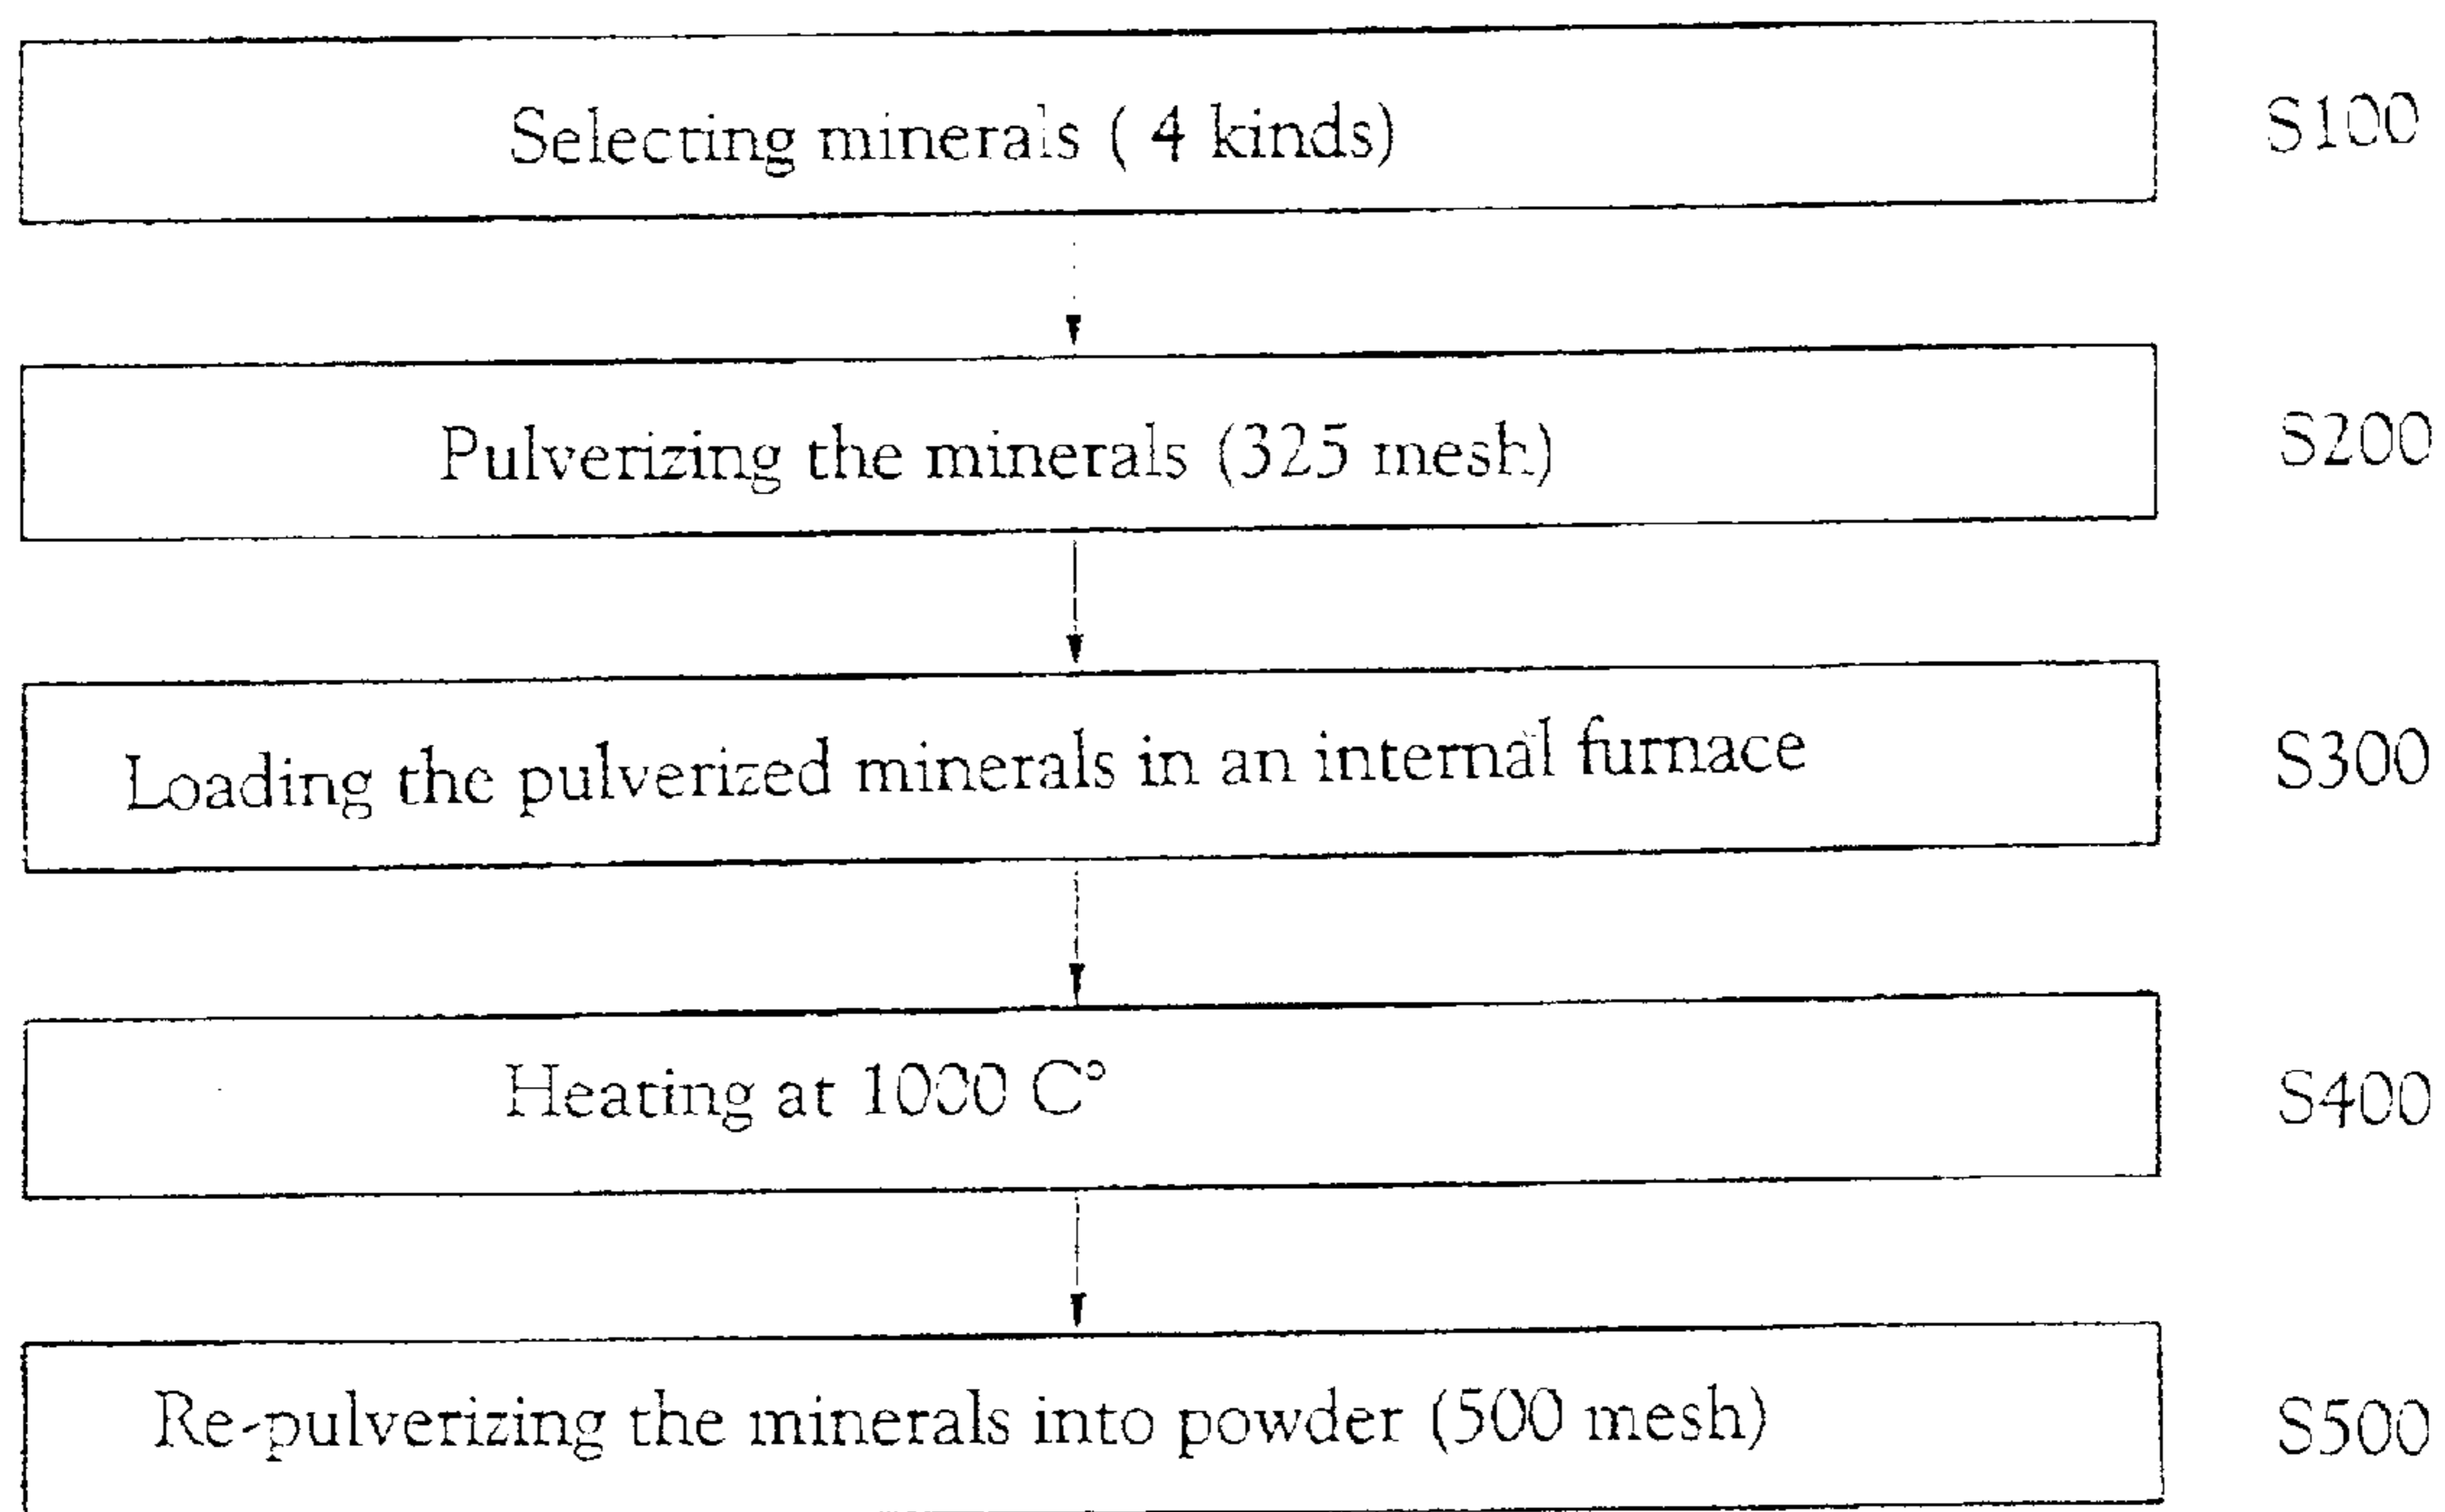 Selecting minerals ( 4 kinds) S100
Pulverizing the minerals (325 mesh) S200
Loading the pulverized minerals in an internal furnace S300
Heating at 1000 C° S400
Re-pulverizing the minerals into powder (500 mesh) S500